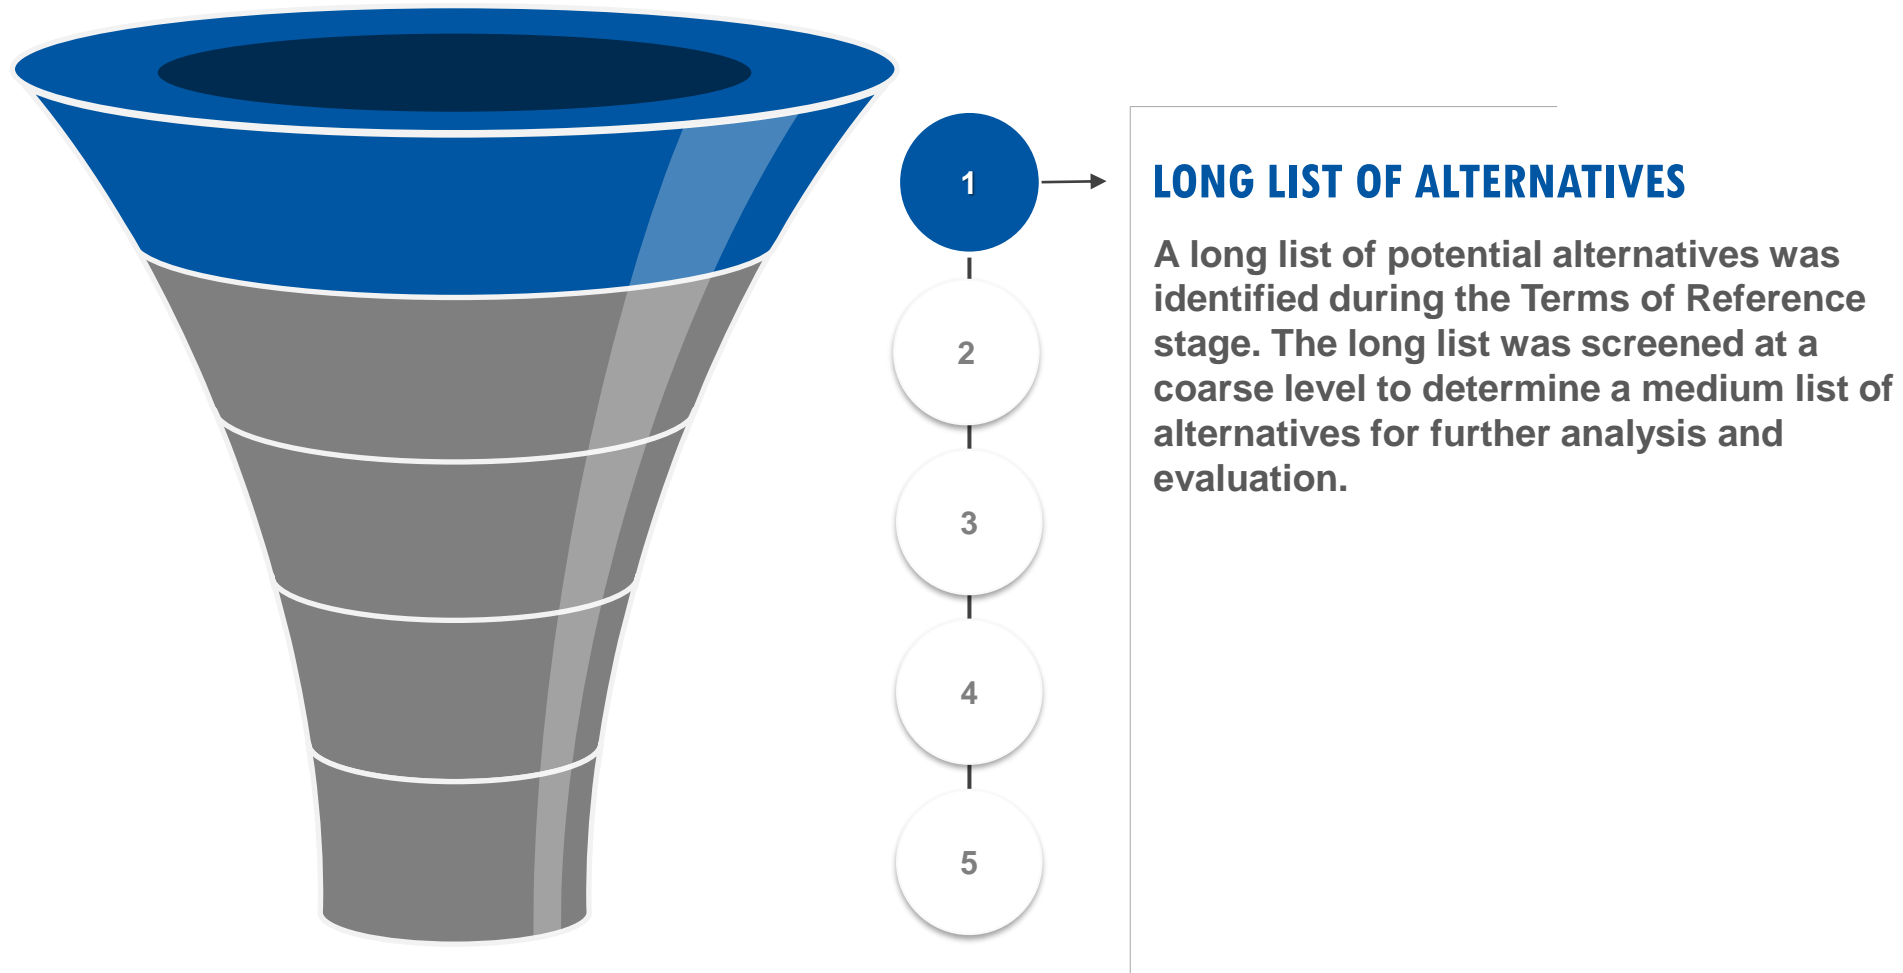 1
LONG LIST OF ALTERNATIVES
A long list of potential alternatives was
identified during the Terms of Reference
stage. The long list was screened at a
coarse level to determine a medium list of
alternatives for further analysis and
evaluation.
2
3
4
5